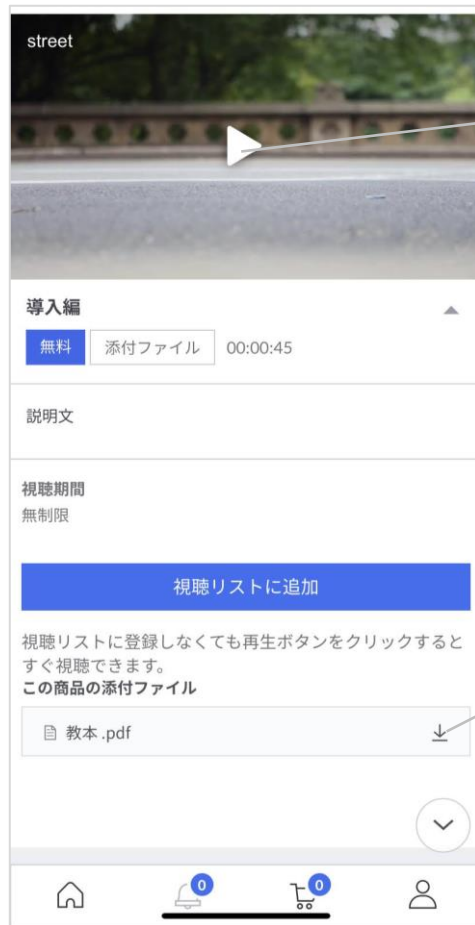 street
導入編
無料 添付ファイル 00:00:45
説明文
視聴期間
無制限
視聴リストに追加
視聴リストに登録しなくても再生ボタンをクリックすると
すぐ視聴できます。
この商品の添付ファイル
教本.pdf
0 0